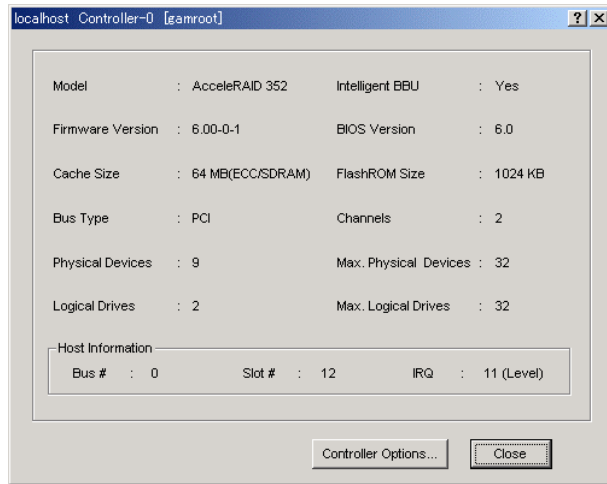 localhost Controller-0 [gamroot]
Model : AcceleRAID 352 Intelligent BBU : Yes
Firmware Version : 6.00-0-1 BIOS Version : 6.0
Cache Size : 64 MB(ECC/SDRAM) FlashROM Size : 1024 KB
Bus Type : PCI Channels : 2
Physical Devices : 9 Max. Physical Devices : 32
Logical Drives : 2 Max. Logical Drives : 32
Host Information
Bus # : 0 Slot # : 12 IRQ : 11 (Level)
Controller Options... Close